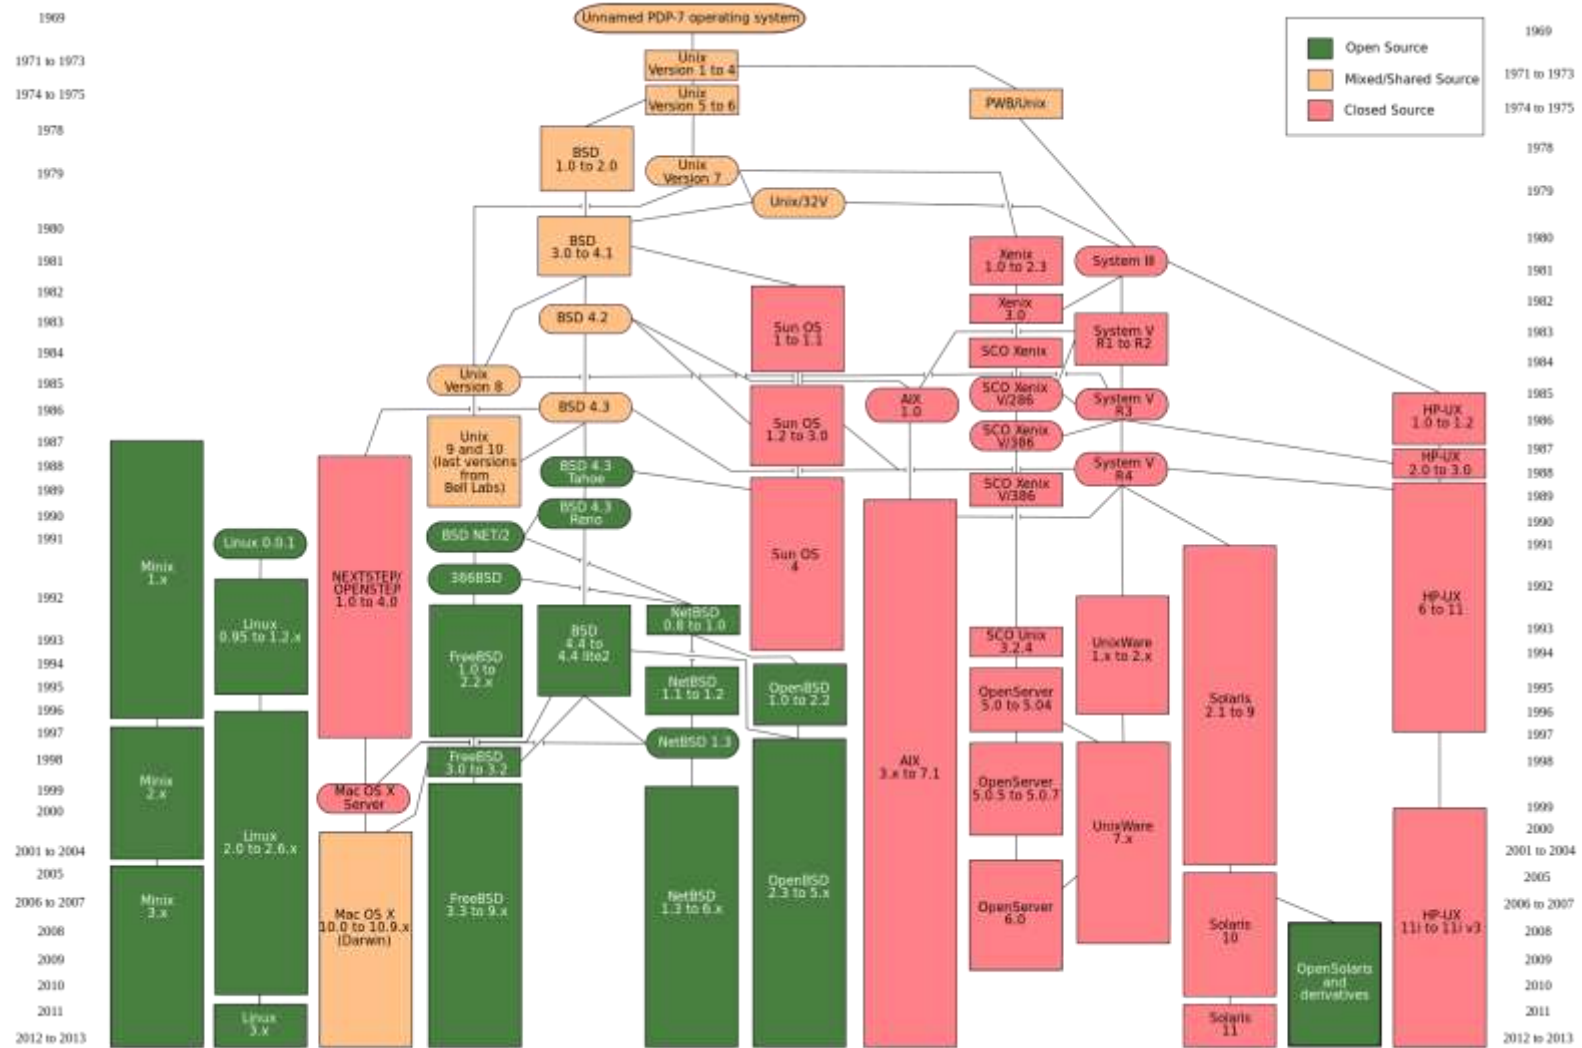 Unnamed PDP-7 operating system
1969
1969
Open Source
Mixed/Shared Source
Closed Source
1971 to 1973
Unix
Version 1 to 4
1971 to 1973
1974 to 1975
Unix
Version 5 to 6
PWB/Unix
1974 to 1975
1978
BSD
1.0 to 2.0
1978
1979
Unix
Version 7
Unix/32V
1979
1980
BSD
3.0 to 4.1
Xenix
1.0 to 2.3
System III
1980
1981
1981
1982
Xenix
3.0
1982
1983
BSD 4.2
Sun OS
1 to 1.1
System V
R1 to R2
1983
1984
SCO Xenix
1984
1985
Unix
Version 8
SCO Xenix
V/286
1985
1986
BSD 4.3
AIX
1.0
System V
R3
HP-UX
1.0 to 1.2
1986
1987
Unix
9 and 10
(last versions
from
Bell Labs)
Sun OS
1.2 to 3.0
SCO Xenix
V/386
1987
1988
BSD 4.3
Tahoe
System V
R4
HP-UX
2.0 to 3.0
1988
1989
SCO Xenix
V/386
1989
1990
BSD 4.3
Reno
1990
1991
Linux 0.0.1
BSD NET/2
1991
Minix
1.x
NEXTSTEP/
OPENSTEP
1.0 to 4.0
386BSD
Sun OS
4
1992
1992
HP-UX
6 to 11
Linux
0.95 to 1.2.x
BSD
4.4 to
4.4 lite2
NetBSD
0.8 to 1.0
1993
SCO Unix
3.2.4
UnixWare
1.x to 2.x
1993
1994
FreeBSD
1.0 to
2.2.x
1994
1995
NetBSD
1.1 to 1.2
OpenBSD
1.0 to 2.2
OpenServer
5.0 to 5.04
Solaris
2.1 to 9
1995
1996
1996
1997
NetBSD 1.3
1997
1998
FreeBSD
3.0 to 3.2
AIX
3.x to 7.1
1998
Minix
2.x
1999
Mac OS X
Server
OpenServer
5.0.5 to 5.0.7
1999
2000
2000
Linux
2.0 to 2.6.x
UnixWare
7.x
2001 to 2004
2001 to 2004
2005
2005
Minix
3.x
2006 to 2007
Mac OS X
10.0 to 10.9.x
(Darwin)
FreeBSD
3.3 to 9.x
NetBSD
1.3 to 6.x
OpenBSD
2.3 to 5.x
OpenServer
6.0
2006 to 2007
2008
Solaris
10
HP-UX
11i to 11i v3
2008
2009
2009
2010
OpenSolaris
and
derivatives
2010
2011
Linux
3.x
Solaris
11
2011
2012 to 2013
2012 to 2013